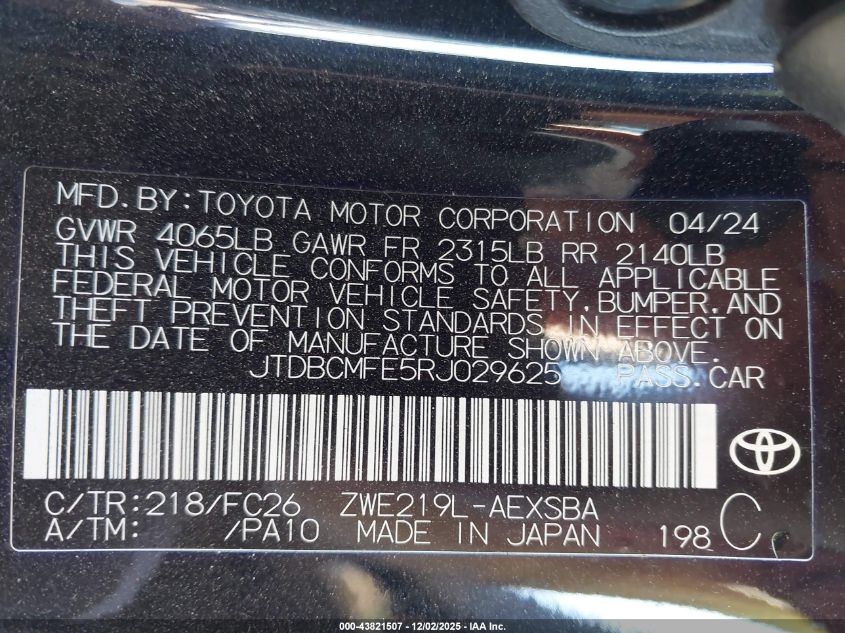 MFD.BY:TOYOTA MOTOR CORPORATION 04/24
GVWR 4065LB GAWR FR 2315LB RR 2140LB
THIS VEHICLE CONFORMS TO ALL APPLICABLE
FEDERAL MOTOR VEHICLE SAFETY,BUMPER,AND
THEFT PREVENTION STANDARDS IN EFFECT ON
THE DATE OF MANUFACTURE SHOWN ABOVE.
JTDBCMFE5RJ029625 PASS.CAR
C/TR:218/FC26 ZWE219L-AEXSBA C
A/TM: /PA10 MADE IN JAPAN 198
000-43821507 - 12/02/2025 - IAA Inc.